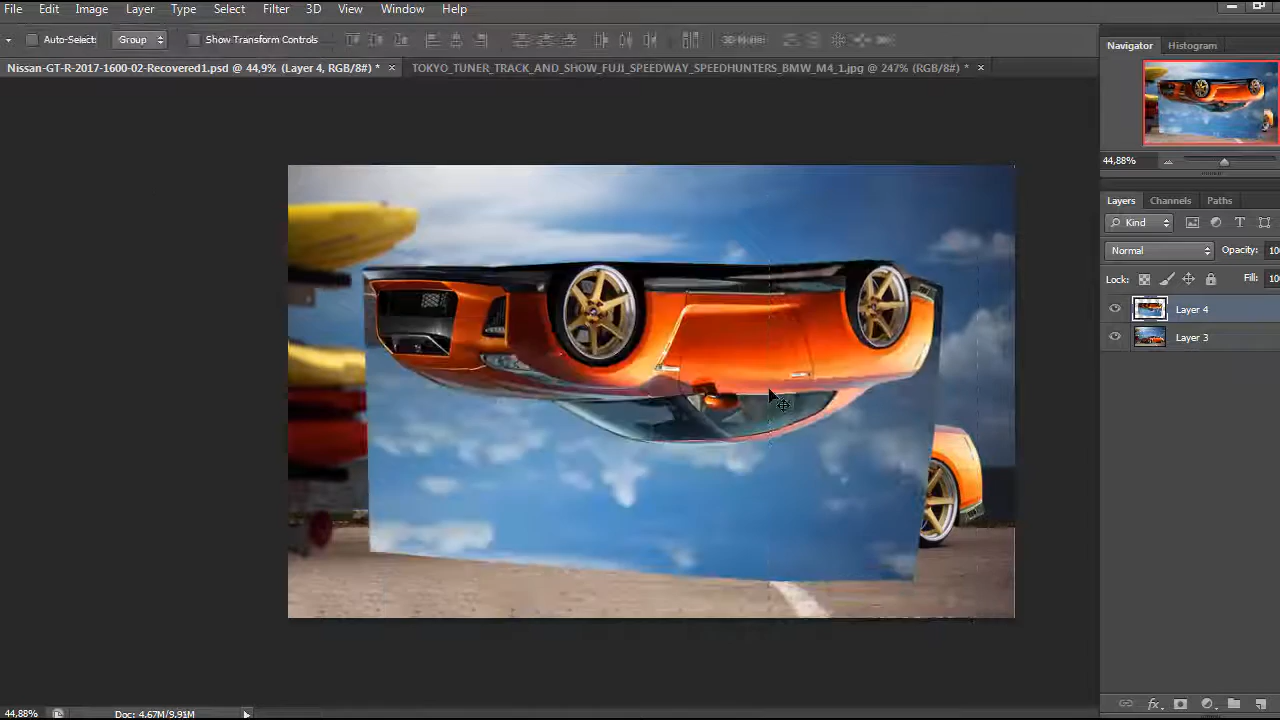 File Edit Image Layer Type Select Filter 3D View Window Help
Auto-Select: Group Show Transform Controls
Nissan-GT-R-2017-1600-02-Recovered1.psd @ 44,9% (Layer 4, RGB/8#) * × TOKYO_TUNER_TRACK_AND_SHOW_FUJI_SPEEDWAY_SPEEDHUNTERS_BMW_M4_1.jpg @ 247% (RGB/8#) * ×
Navigator Histogram
44,88%
Layers Channels Paths
Kind
Normal Opacity: 10
Lock: Fill: 10
Layer 4
Layer 3
44,88% Doc: 4.67M/9.91M
fx